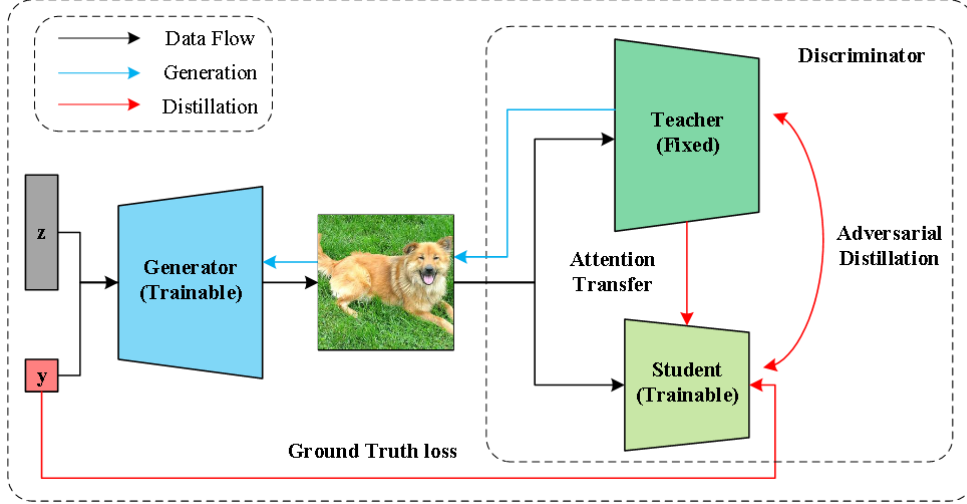 Data Flow
Generation
Distillation
Discriminator
Teacher
(Fixed)
z
Generator
(Trainable)
Attention
Transfer
Adversarial
Distillation
y
Student
(Trainable)
Ground Truth loss